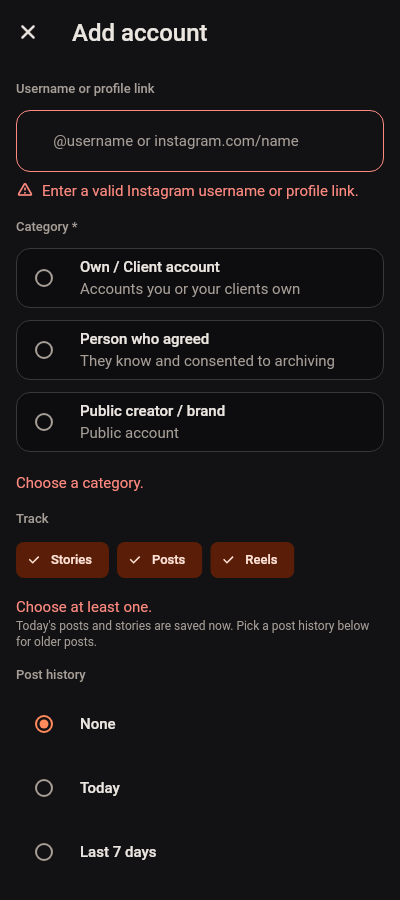 Add account
Username or profile link
@username or instagram.com/name
Enter a valid Instagram username or profile link.
Category *
Own / Client account
Accounts you or your clients own
Person who agreed
They know and consented to archiving
Public creator / brand
Public account
Choose a category.
Track
Stories Posts Reels
Choose at least one.
Today's posts and stories are saved now. Pick a post history below
for older posts.
Post history
None
Today
Last 7 days